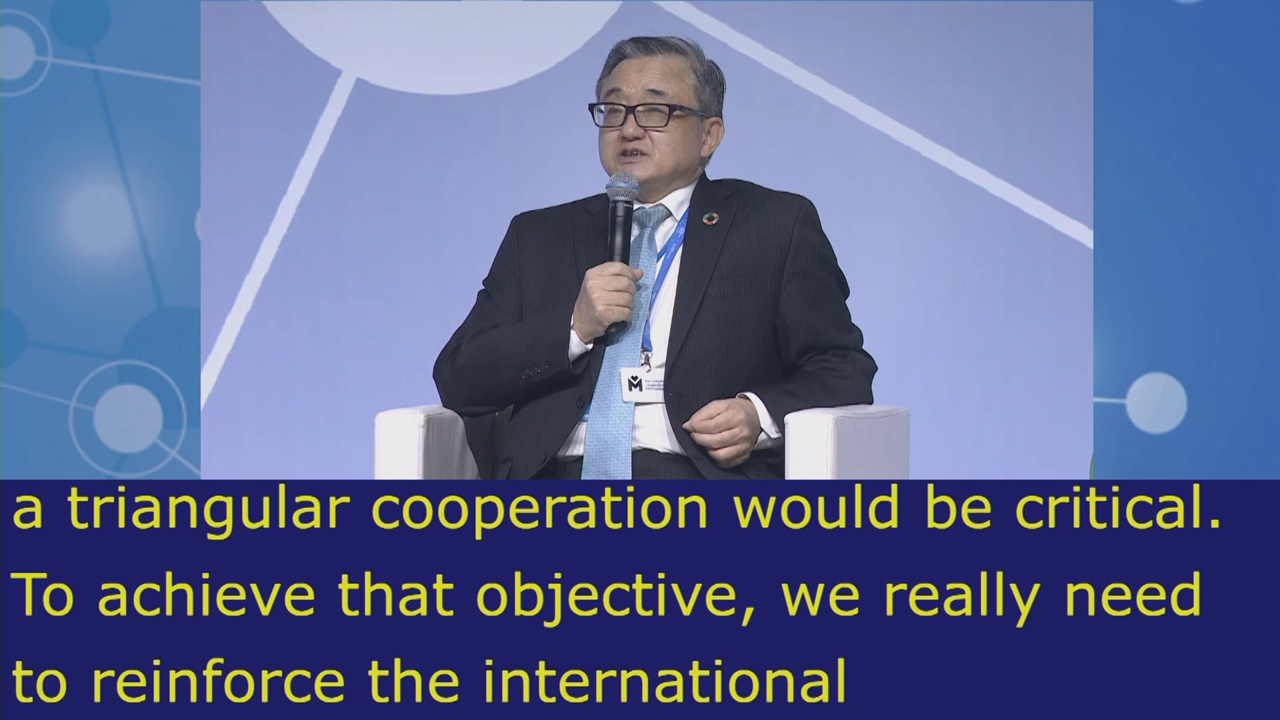 a triangular cooperation would be critical.
To achieve that objective, we really need
to reinforce the international